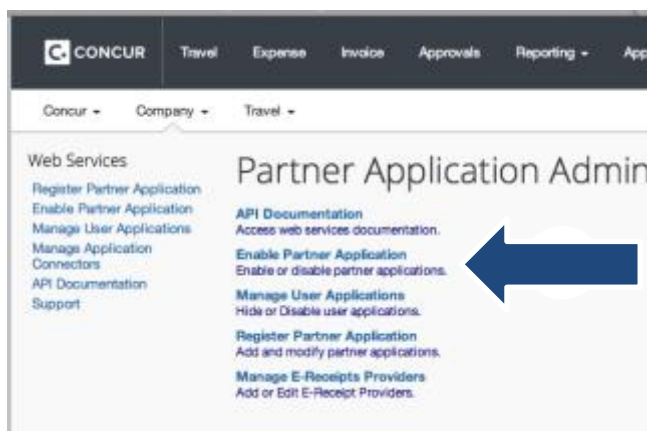 C. CONCUR Travel Expense Invoice Approvals Reporting App
Concur Company Travel
Web Services
Register Partner Application
Enable Partner Application
Manage User Applications
Manage Application
Connectors
API Documentation
Support
Partner Application Admin
API Documentation
Access web services documentation.
Enable Partner Application
Enable or disable partner applications.
Manage User Applications
Hide or Disable user applications.
Register Partner Application
Add and modify partner applications.
Manage E-Receipts Providers
Add or Edit E-Receipt Providers.